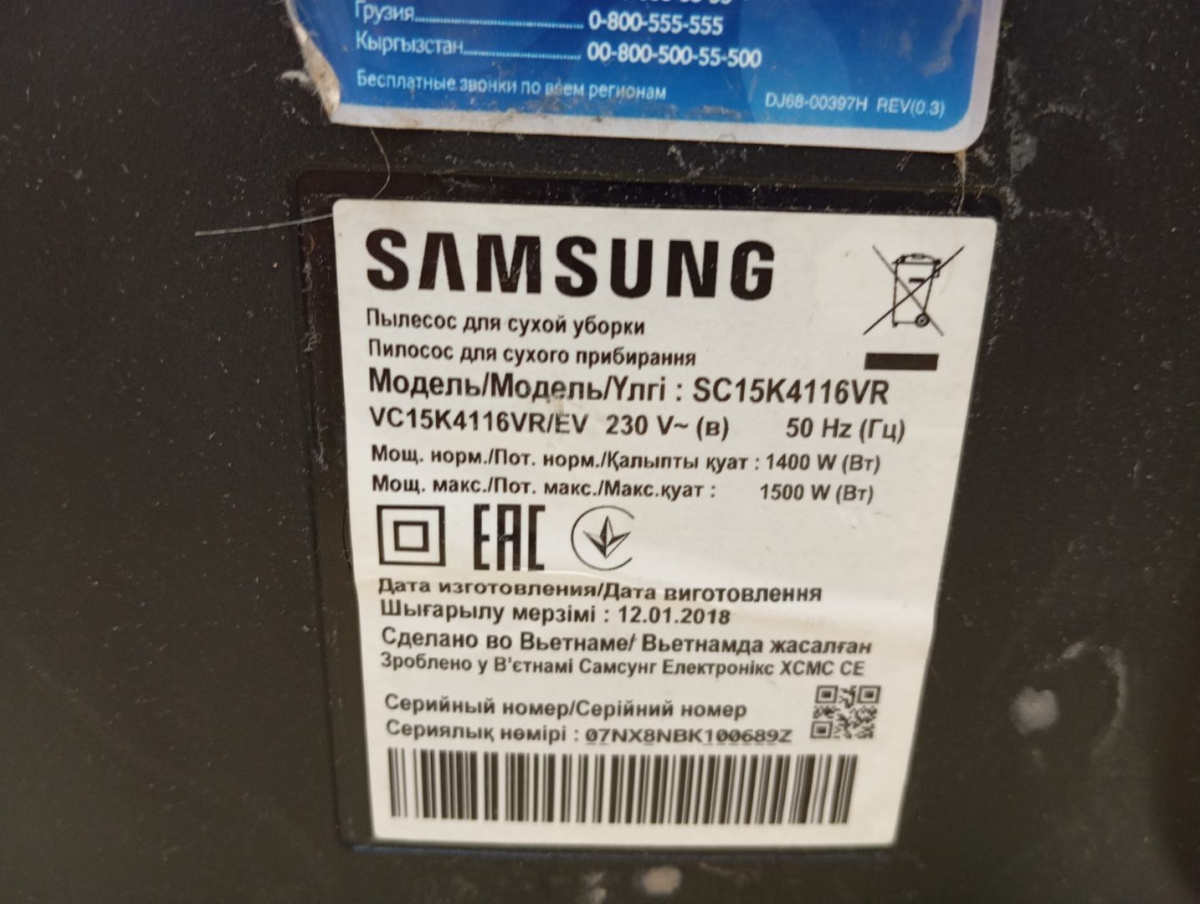 Грузия.............................. 0-800-555-555
Кыргызстан..................... 00-800-500-55-500
Бесплатные звонки по всем регионам
DJ68-00397H REV(0.3)
SAMSUNG
Пылесос для сухой уборки
Пилосос для сухого прибирання
Модель/Модель/Үлгі : SC15K4116VR
VC15K4116VR/EV 230 V~ (в) 50 Hz (Гц)
Мощ. норм./Пот. норм./Қалыпты қуат : 1400 W (Вт)
Мощ. макс./Пот. макс./Макс.қуат : 1500 W (Вт)
EAC
Дата изготовления/Дата виготовлення
Шығарылу мерзімі : 12.01.2018
Сделано во Вьетнаме/ Вьетнамда жасалған
Зроблено у В'єтнамі Самсунг Електронікс ХСМС СЕ
Серийный номер/Серійний номер
Сериялық нөмірі : 07NX8NBK100689Z